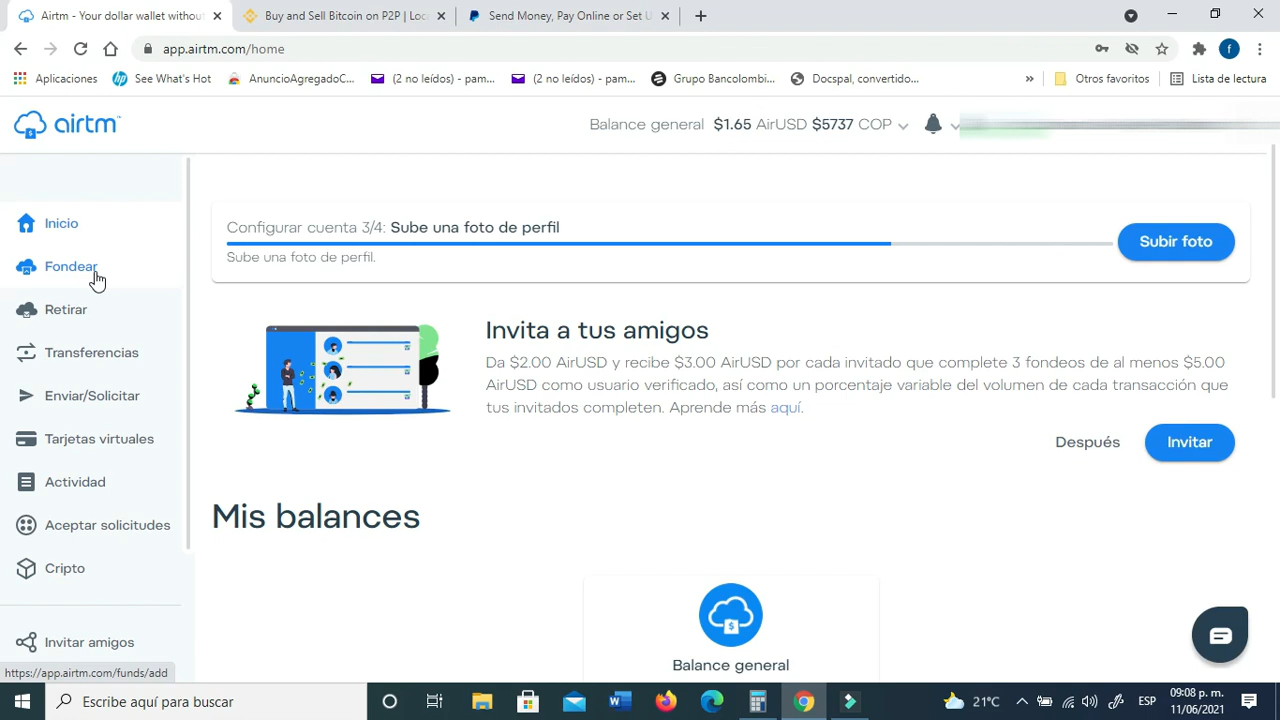 Airtm - Your dollar wallet without
Buy and Sell Bitcoin on P2P | Loc
Send Money, Pay Online or Set U
app.airtm.com/home
Aplicaciones
See What's Hot
AnuncioAgregadoC...
(2 no leídos) - pam...
(2 no leídos) - pam...
Grupo Bancolombi...
Docspal, convertido...
»
Otros favoritos
Lista de lectura
airtm
Balance general $1.65 AirUSD $5737 COP
Inicio
Fondear
Retirar
Transferencias
Enviar/Solicitar
Tarjetas virtuales
Actividad
Aceptar solicitudes
Cripto
Invitar amigos
https://app.airtm.com/funds/add
Configurar cuenta 3/4: Sube una foto de perfil
Sube una foto de perfil.
Subir foto
Invita a tus amigos
Da $2.00 AirUSD y recibe $3.00 AirUSD por cada invitado que complete 3 fondeos de al menos $5.00
AirUSD como usuario verificado, así como un porcentaje variable del volumen de cada transacción que
tus invitados completen. Aprende más aquí.
Después
Invitar
Mis balances
Balance general
Escribe aquí para buscar
21°C
ESP
09:08 p. m.
11/06/2021